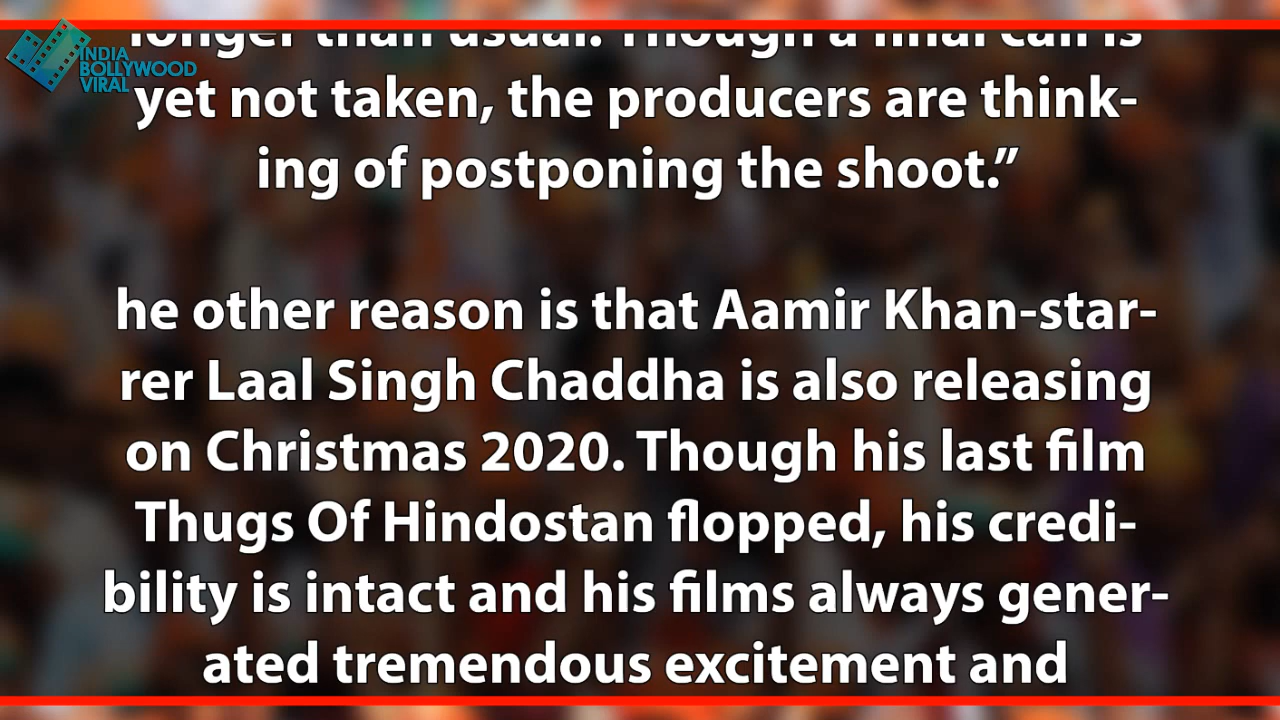 INDIA
BOLLYWOOD
VIRAL
longer than usual. Though a final call is
yet not taken, the producers are think-
ing of postponing the shoot.”
he other reason is that Aamir Khan-star-
rer Laal Singh Chaddha is also releasing
on Christmas 2020. Though his last film
Thugs Of Hindostan flopped, his credi-
bility is intact and his films always gener-
ated tremendous excitement and